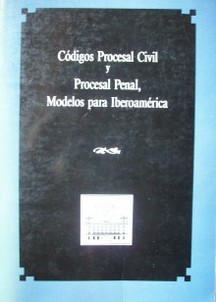 Códigos Procesal Civil
y
Procesal Penal,
Modelos para Iberoamérica